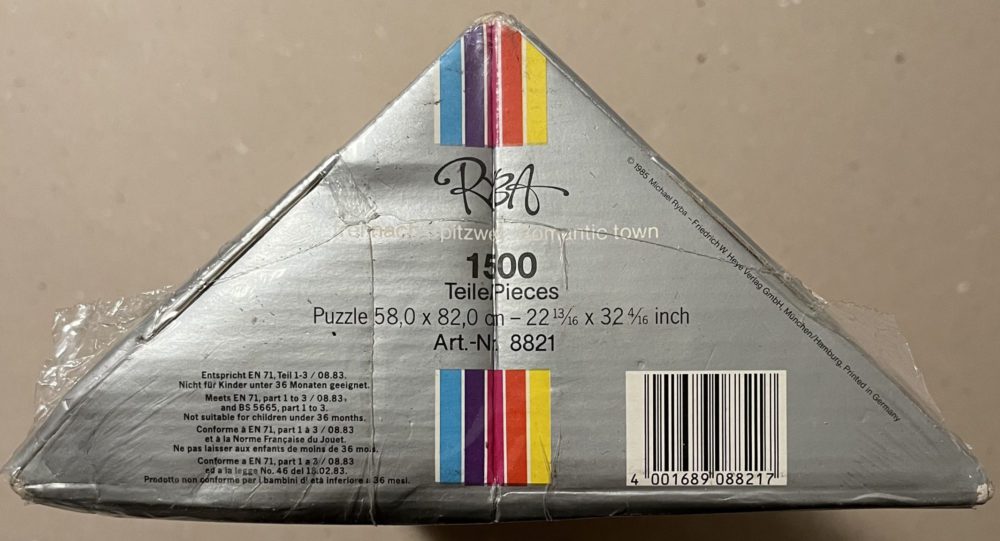 RYBA
© 1985 Michael Ryba – Friedrich W. Heye Verlag GmbH, München/Hamburg. Printed in Germany
romantic town
1500
Teile/Pieces
Puzzle 58,0 x 82,0 cm – 22 13/16 x 32 4/16 inch
Art.-Nr. 8821
Entspricht EN 71, Teil 1-3 / 08.83.
Nicht für Kinder unter 36 Monaten geeignet.
Meets EN 71, part 1 to 3 / 08.83,
and BS 5665, part 1 to 3.
Not suitable for children under 36 months.
Conforme à EN 71, part 1 à 3 / 08.83
et à la Norme Française du Jouet.
Ne pas laisser aux enfants de moins de 36 mois.
Conforme a EN 71, part 1 a 3 / 08.83
ed a la legge No. 46 del 18.02.83.
Prodotto non conforme per i bambini di età inferiore a 36 mesi.
4 001689 088217